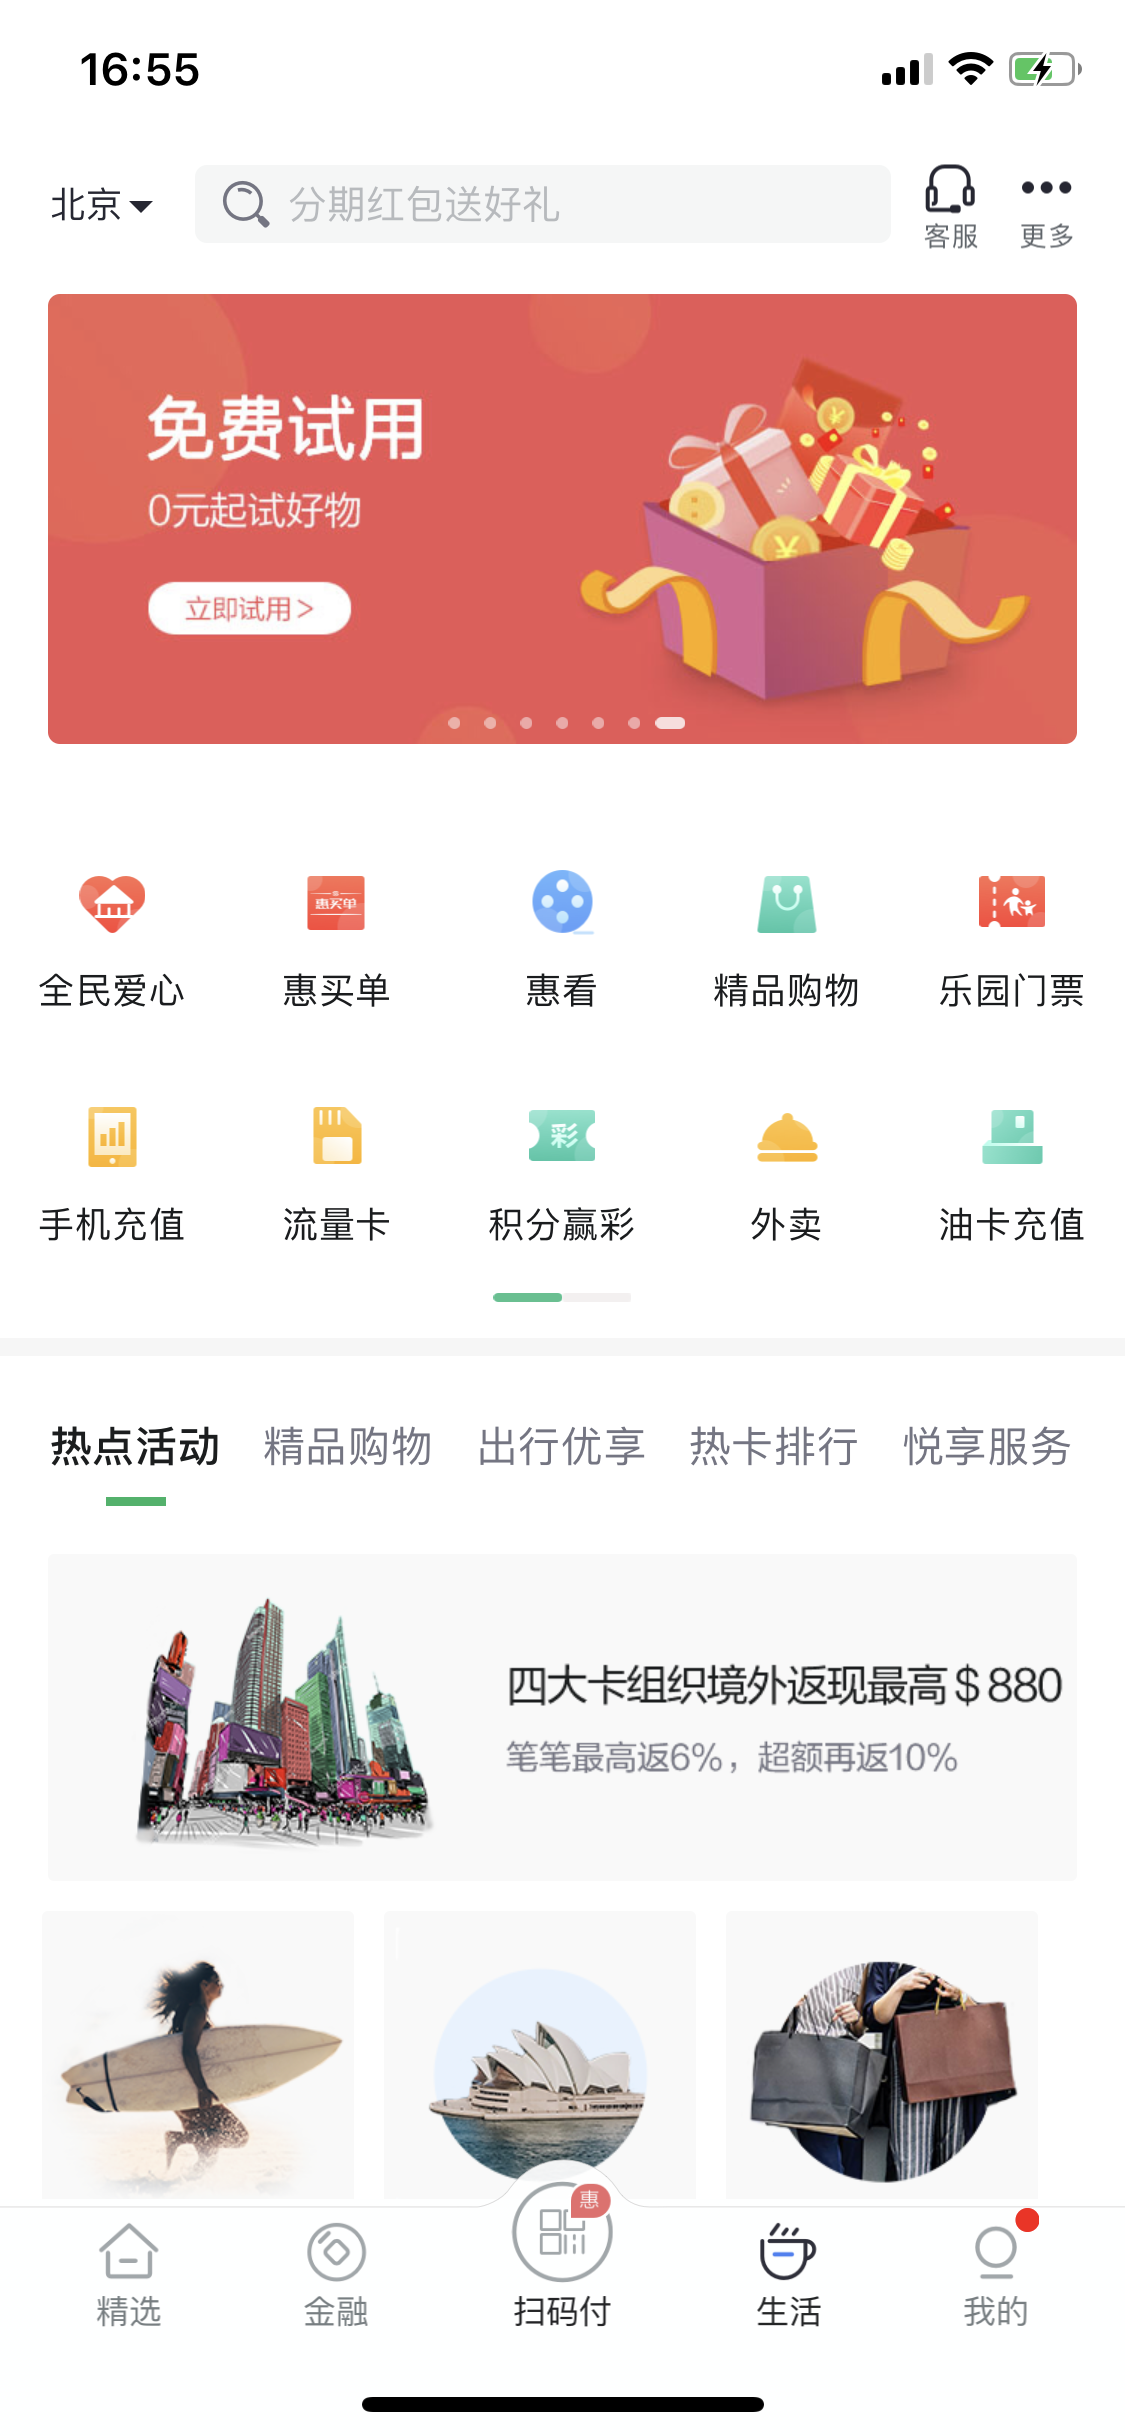 16:55
北京
分期红包送好礼
客服
更多
免费试用
0元起试好物
立即试用>
惠买单
全民爱心
惠买单
惠看
精品购物
乐园门票
彩
手机充值
流量卡
积分赢彩
外卖
油卡充值
热点活动
精品购物
出行优享
热卡排行
悦享服务
四大卡组织境外返现最高$880
笔笔最高返6%，超额再返10%
惠
精选
金融
扫码付
生活
我的